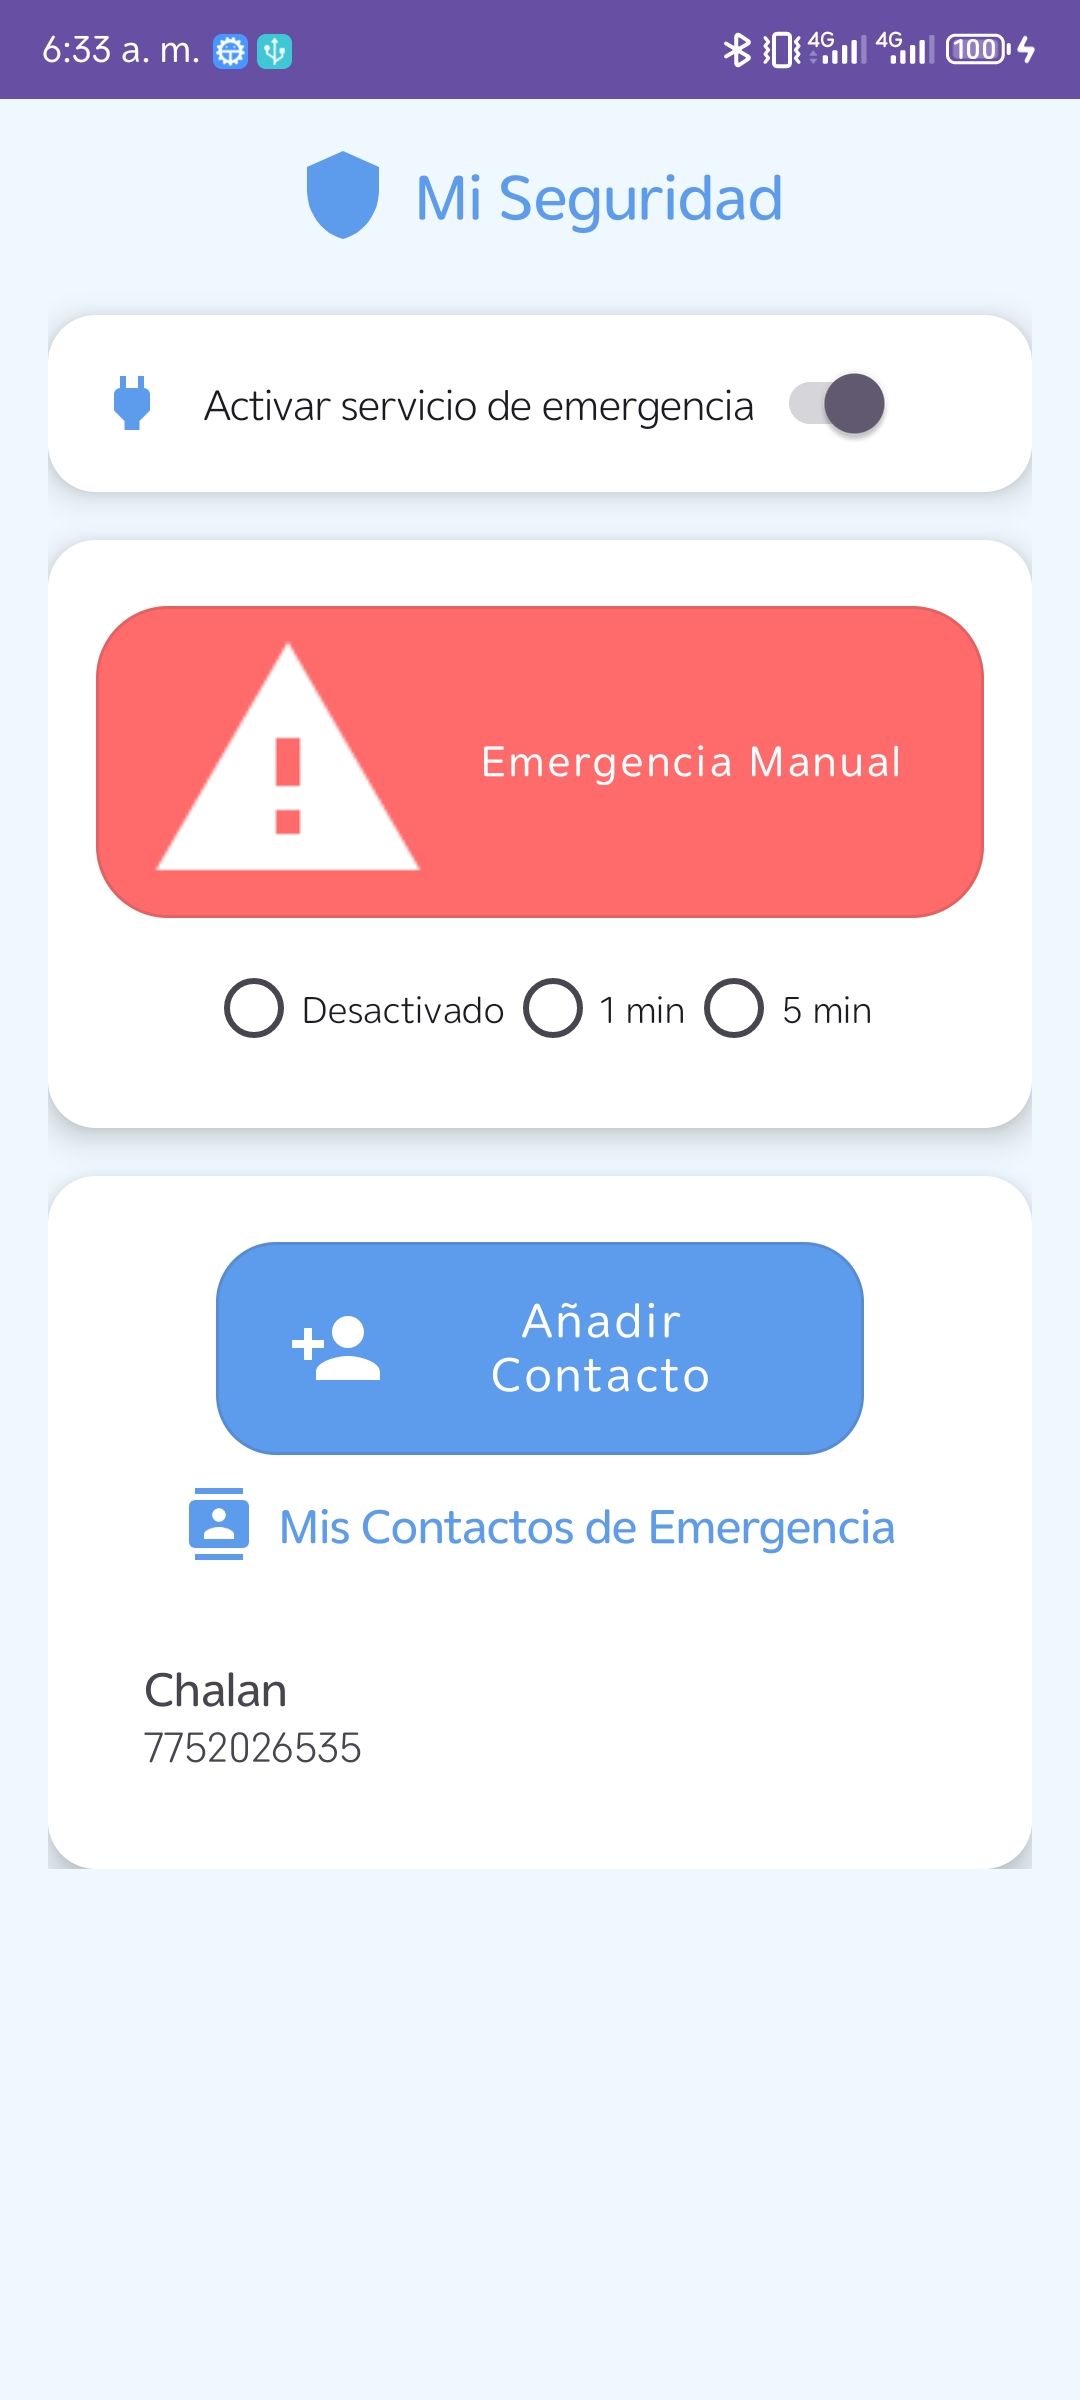 6:33 a. m.
4G 4G 100
Mi Seguridad
Activar servicio de emergencia
Emergencia Manual
Desactivado 1 min 5 min
Añadir
Contacto
Mis Contactos de Emergencia
Chalan
7752026535